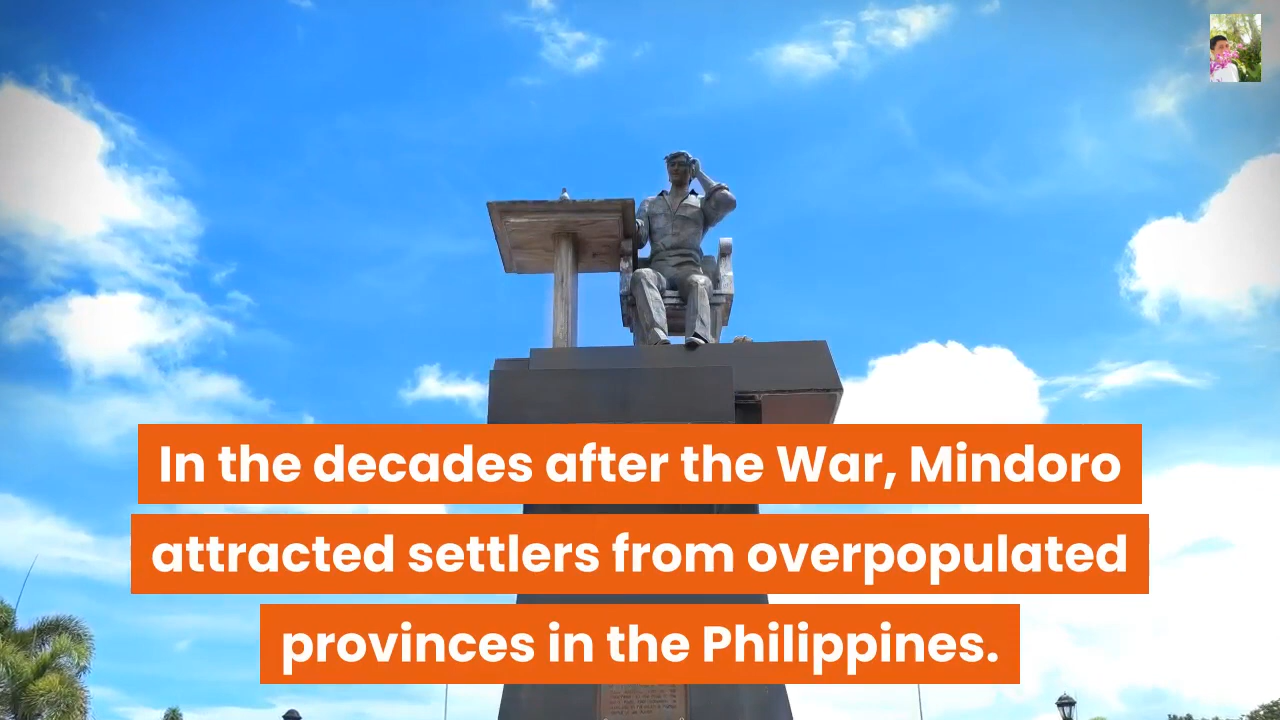 In the decades after the War, Mindoro
attracted settlers from overpopulated
provinces in the Philippines.